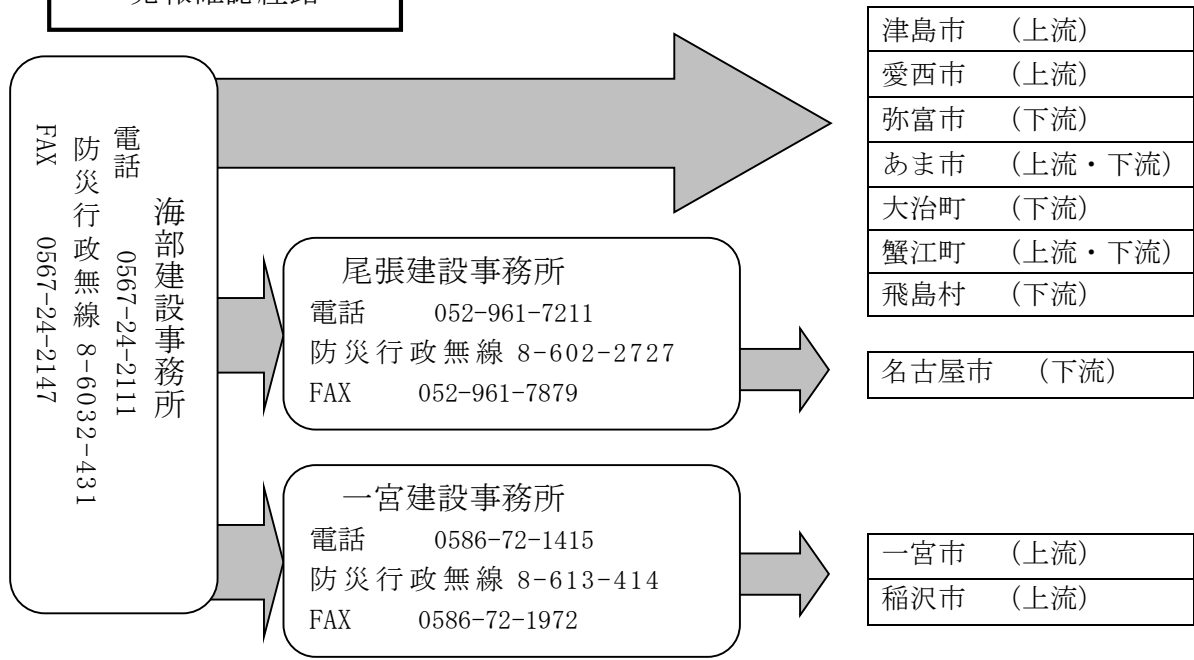 海部建設事務所
電話 0567-24-2111
防災行政無線 8-6032-431
FAX 0567-24-2147
尾張建設事務所
電話 052-961-7211
防災行政無線 8-602-2727
FAX 052-961-7879
一宮建設事務所
電話 0586-72-1415
防災行政無線 8-613-414
FAX 0586-72-1972
津島市 (上流)
愛西市 (上流)
弥富市 (下流)
あま市 (上流・下流)
大治町 (下流)
蟹江町 (上流・下流)
飛島村 (下流)
名古屋市 (下流)
一宮市 (上流)
稲沢市 (上流)